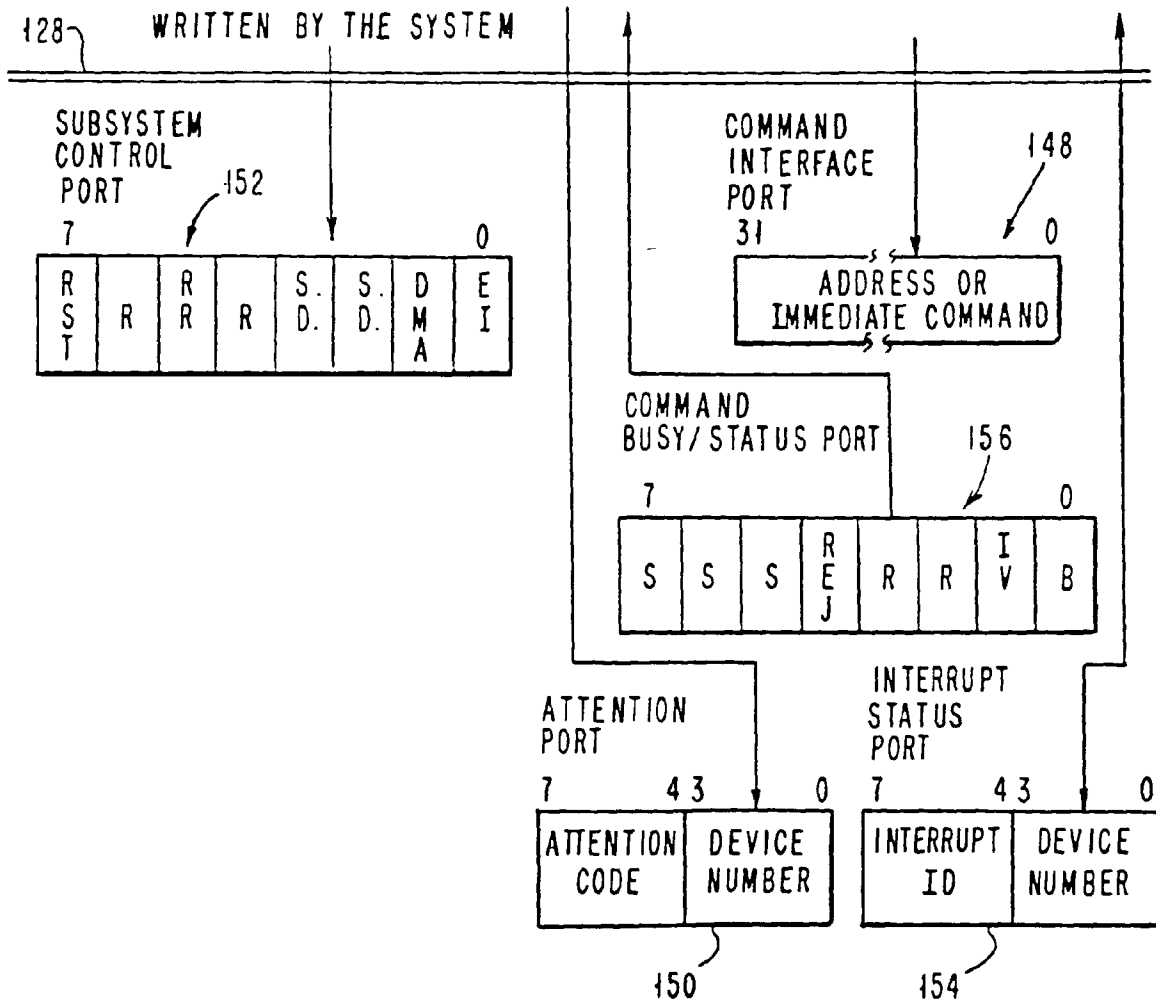 128
WRITTEN BY THE SYSTEM
SUBSYSTEM
CONTROL
PORT
152
7 0
RST R RR R S.D. S.D. DMA EI
COMMAND
INTERFACE
PORT
148
31 0
ADDRESS OR
IMMEDIATE COMMAND
COMMAND
BUSY/STATUS PORT
156
7 0
S S S REJ R R IV B
ATTENTION
PORT
7 4 3 0
ATTENTION
CODE
DEVICE
NUMBER
150
INTERRUPT
STATUS
PORT
7 4 3 0
INTERRUPT
ID
DEVICE
NUMBER
154